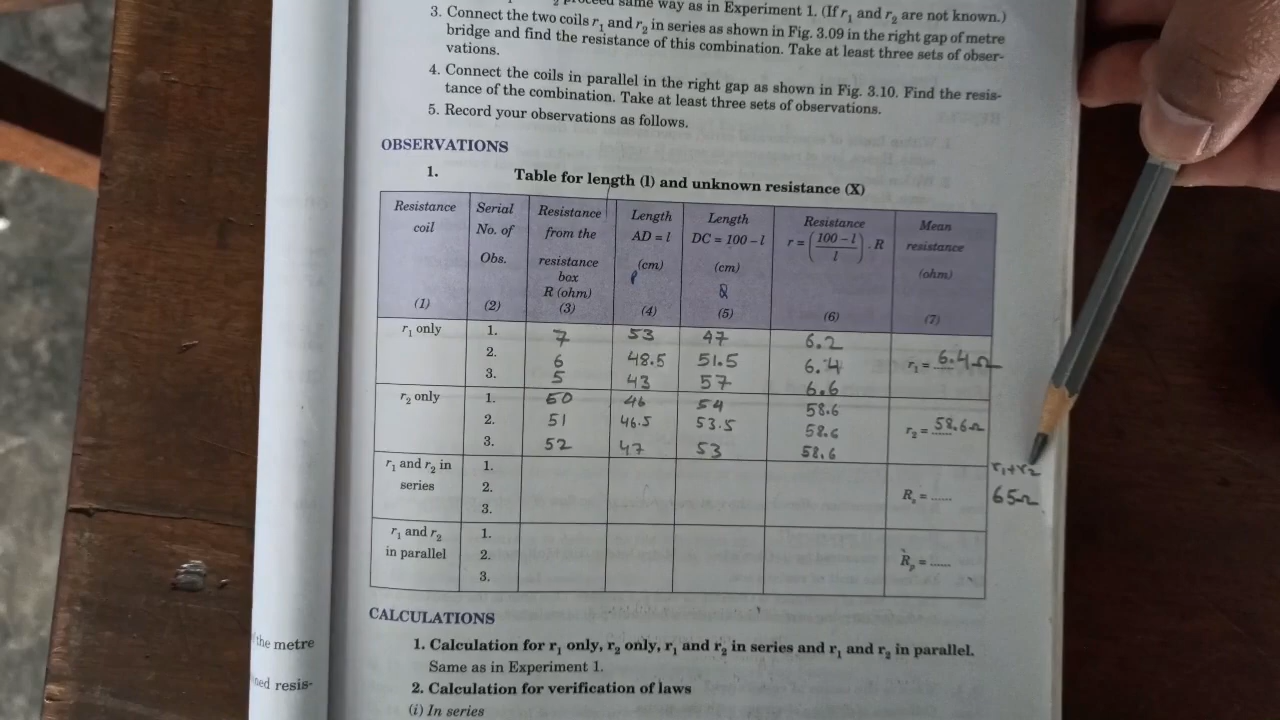 proceed same way as in Experiment 1. (If r₁ and r₂ are not known.)
3. Connect the two coils r₁ and r₂ in series as shown in Fig. 3.09 in the right gap of metre
bridge and find the resistance of this combination. Take at least three sets of obser-
vations.
4. Connect the coils in parallel in the right gap as shown in Fig. 3.10. Find the resis-
tance of the combination. Take at least three sets of observations.
5. Record your observations as follows.
OBSERVATIONS
1. Table for length (l) and unknown resistance (X)
Resistance coil (1)
Serial No. of Obs. (2)
Resistance from the resistance box R (ohm) (3)
Length AD = l (cm) P (4)
Length DC = 100 – l (cm) Q (5)
Resistance r = ((100 – l)/l) . R (6)
Mean resistance (ohm) (7)
r₁ only 1. 7 53 47 6.2
2. 6 48.5 51.5 6.4 r₁ = ...... 6.4Ω
3. 5 43 57 6.6
r₂ only 1. 50 46 54 58.6
2. 51 46.5 53.5 58.6 r₂ = ...... 58.6Ω
3. 52 47 53 58.6
r₁ and r₂ in series 1. r₁+r₂
2. Rₛ = ...... 65Ω
3.
r₁ and r₂ in parallel 1.
2. Rₚ = ......
3.
CALCULATIONS
1. Calculation for r₁ only, r₂ only, r₁ and r₂ in series and r₁ and r₂ in parallel.
Same as in Experiment 1.
2. Calculation for verification of laws
(i) In series
the metre
resis-